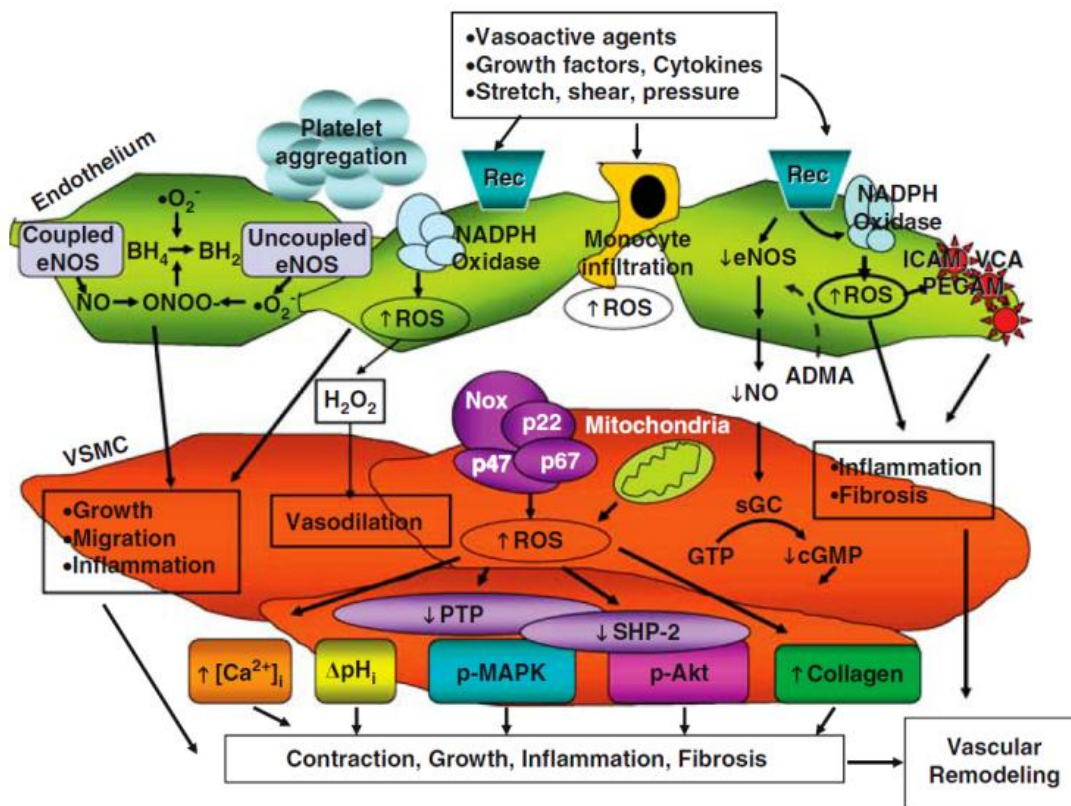 •Vasoactive agents
•Growth factors, Cytokines
•Stretch, shear, pressure
Platelet
aggregation
Endothelium
Rec
Rec
•O₂⁻
Coupled
eNOS
BH₄
BH₂
Uncoupled
eNOS
NADPH
Oxidase
Monocyte
infiltration
↓eNOS
NADPH
Oxidase
ICAM VCA
PECAM
NO
ONOO-
•O₂⁻
↑ROS
↑ROS
↑ROS
H₂O₂
↓NO
ADMA
VSMC
Nox
p22
p47
p67
Mitochondria
•Growth
•Migration
•Inflammation
Vasodilation
↑ROS
sGC
GTP
↓cGMP
•Inflammation
•Fibrosis
↓PTP
↓SHP-2
↑[Ca²⁺]ᵢ
ΔpHᵢ
p-MAPK
p-Akt
↑Collagen
Contraction, Growth, Inflammation, Fibrosis
Vascular
Remodeling